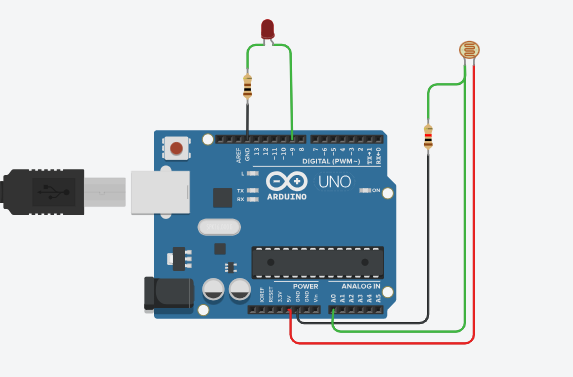 AREF
GND
13
12
~11
~10
~9
8
7
~6
~5
4
~3
2
TX→1
RX←0
DIGITAL (PWM~)
L
TX
RX
UNO
ARDUINO
ON
POWER
ANALOG IN
IOREF
RESET
3.3V
5V
GND
GND
Vin
A0
A1
A2
A3
A4
A5